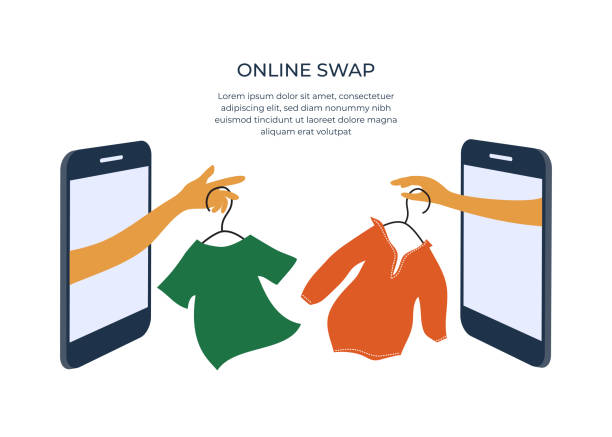 ONLINE SWAP
Lorem ipsum dolor sit amet, consectetuer
adipiscing elit, sed diam nonummy nibh
euismod tincidunt ut laoreet dolore magna
aliquam erat volutpat